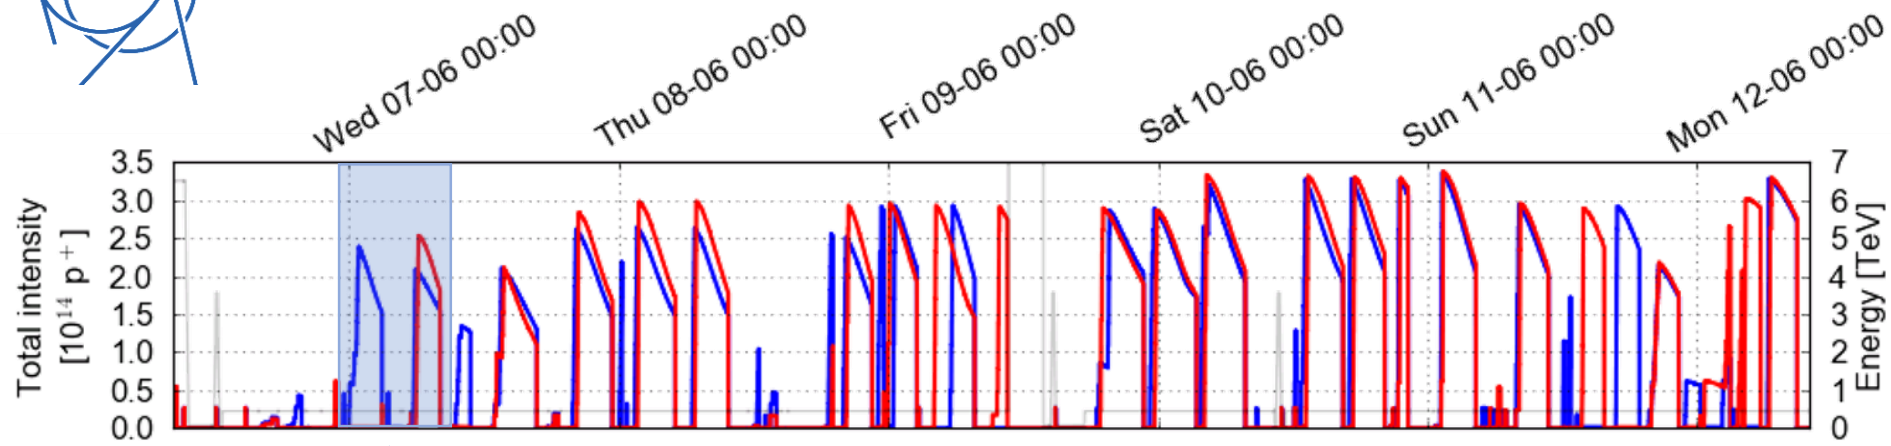 Wed 07-06 00:00
Thu 08-06 00:00
Fri 09-06 00:00
Sat 10-06 00:00
Sun 11-06 00:00
Mon 12-06 00:00
Total intensity
[10¹⁴ p⁺]
3.5
3.0
2.5
2.0
1.5
1.0
0.5
0.0
7
6
5
4
3
2
1
0
Energy [TeV]